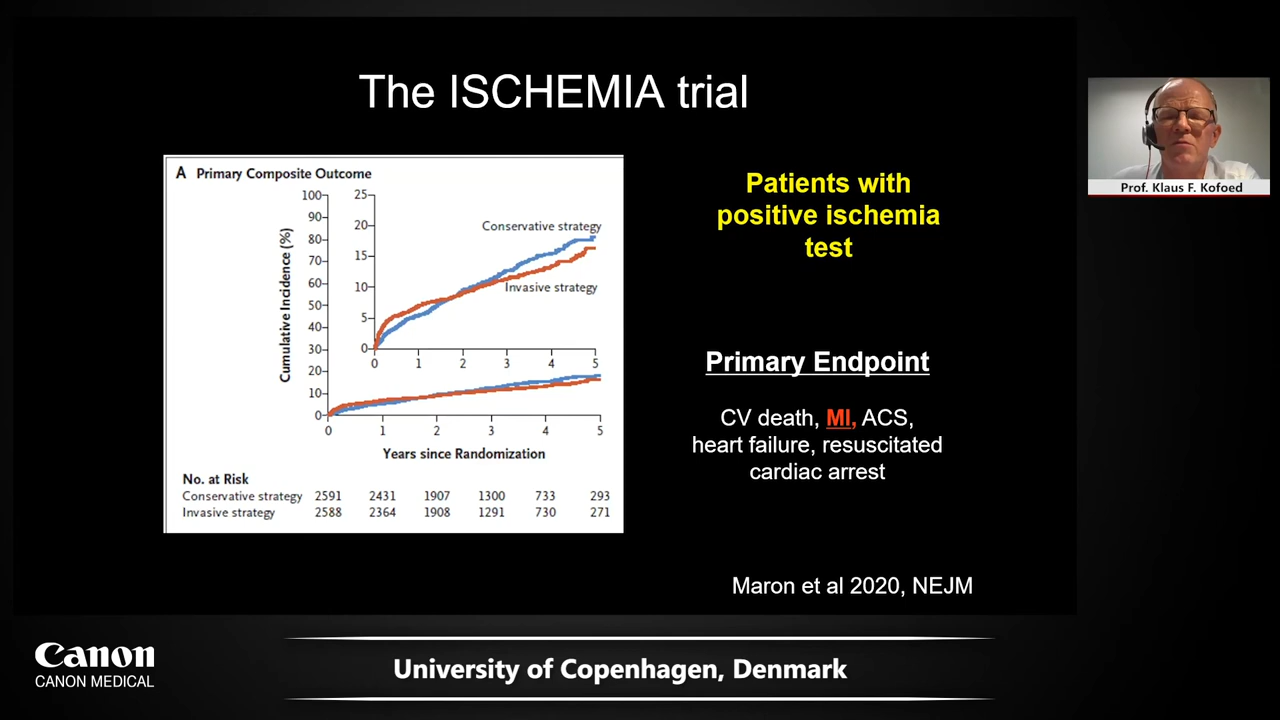 The ISCHEMIA trial
A Primary Composite Outcome
Cumulative Incidence (%)
100
90
80
70
60
50
40
30
20
10
0
25
20
15
10
5
0
0 1 2 3 4 5
Conservative strategy
Invasive strategy
0 1 2 3 4 5
Years since Randomization
No. at Risk
Conservative strategy 2591 2431 1907 1300 733 293
Invasive strategy 2588 2364 1908 1291 730 271
Patients with
positive ischemia
test
Primary Endpoint
CV death, MI, ACS,
heart failure, resuscitated
cardiac arrest
Maron et al 2020, NEJM
Prof. Klaus F. Kofoed
Canon
CANON MEDICAL
University of Copenhagen, Denmark